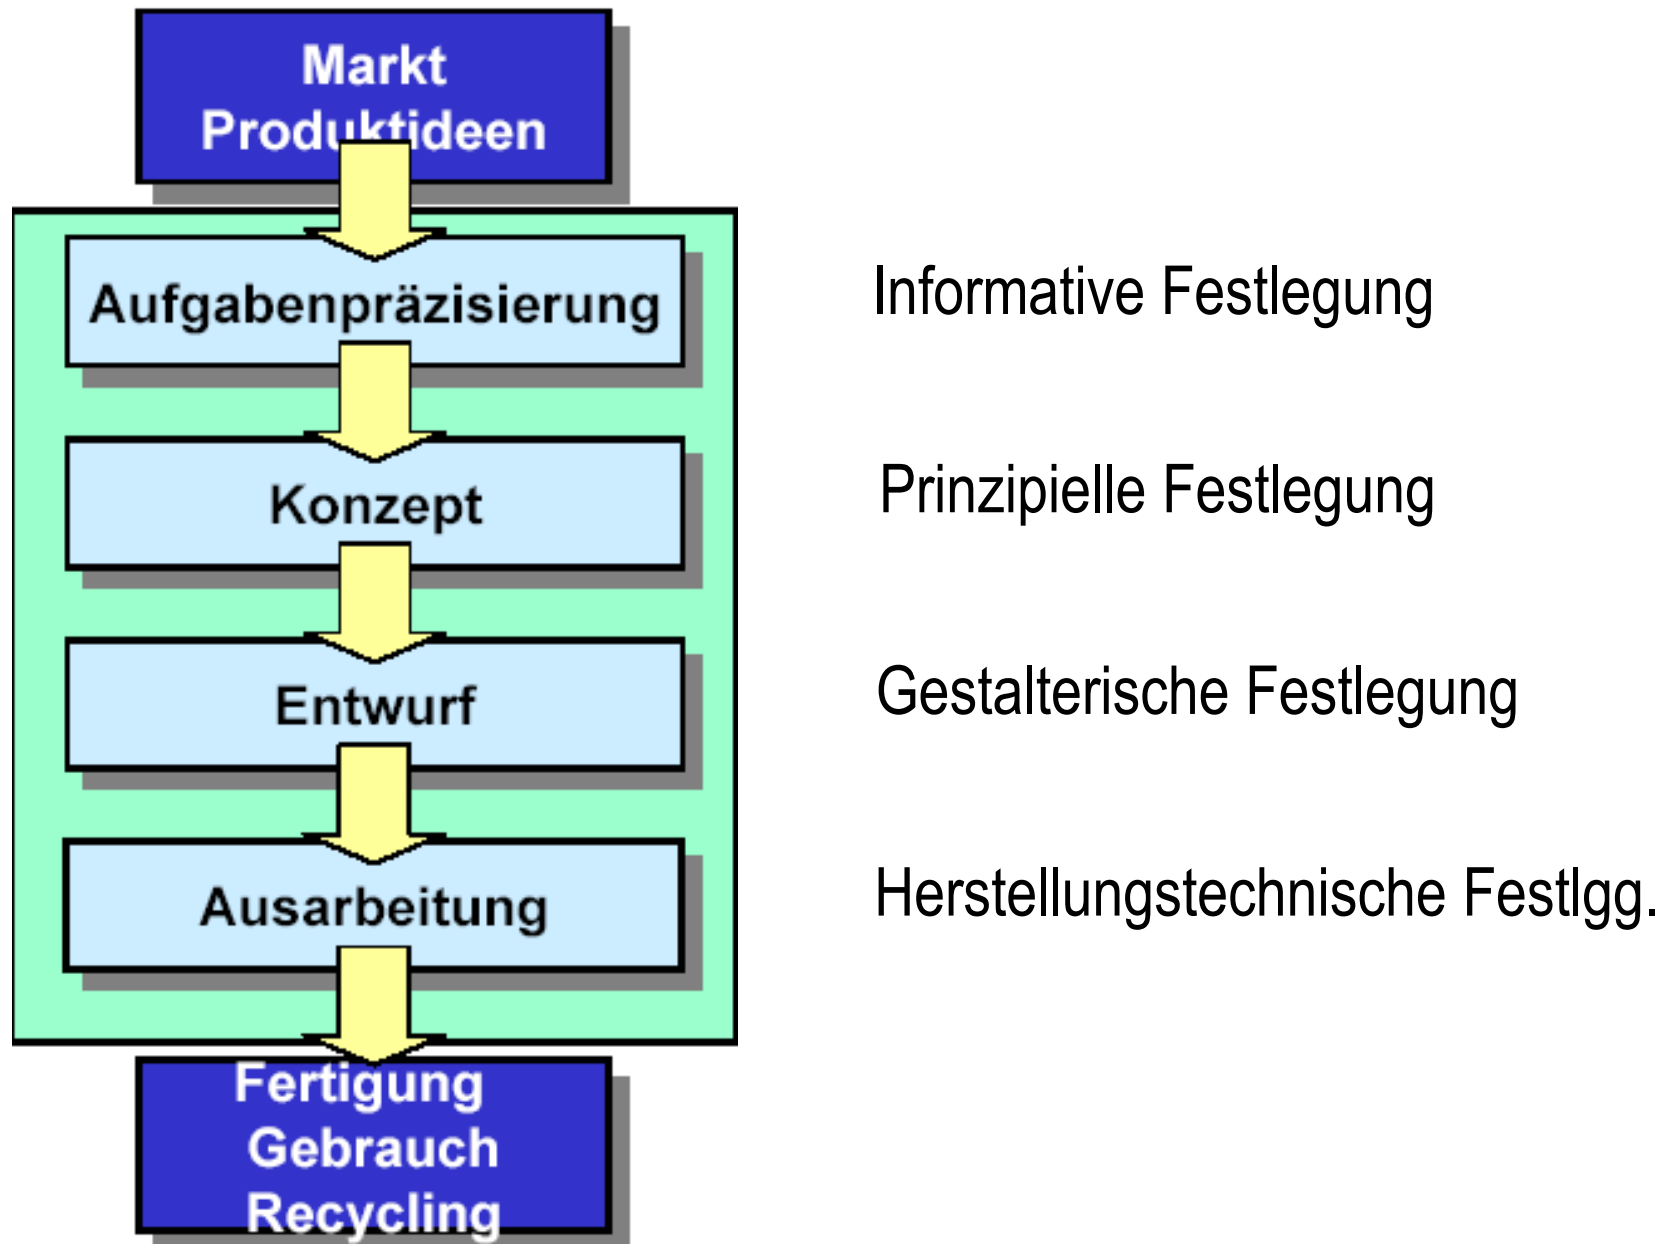 Markt
Produktideen
Aufgabenpräzisierung
Informative Festlegung
Konzept
Prinzipielle Festlegung
Entwurf
Gestalterische Festlegung
Ausarbeitung
Herstellungstechnische Festlgg.
Fertigung
Gebrauch
Recycling